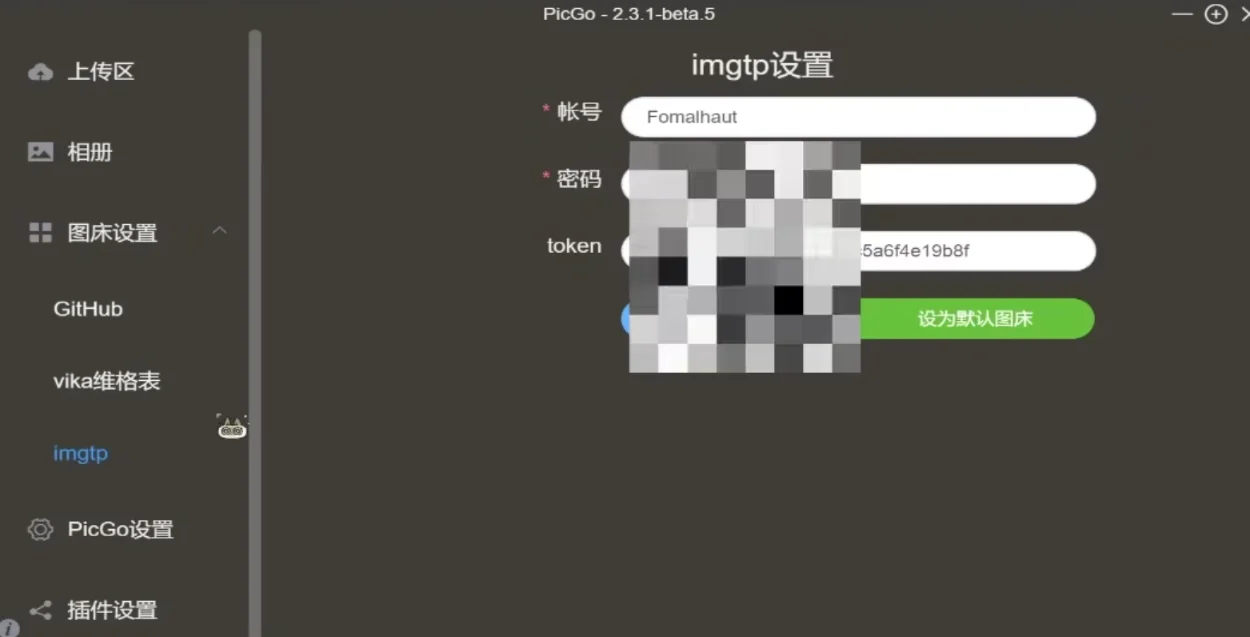 PicGo - 2.3.1-beta.5
上传区
相册
图床设置
GitHub
vika维格表
imgtp
PicGo设置
插件设置
imgtp设置
* 帐号
Fomalhaut
* 密码
token
5a6f4e19b8f
设为默认图床